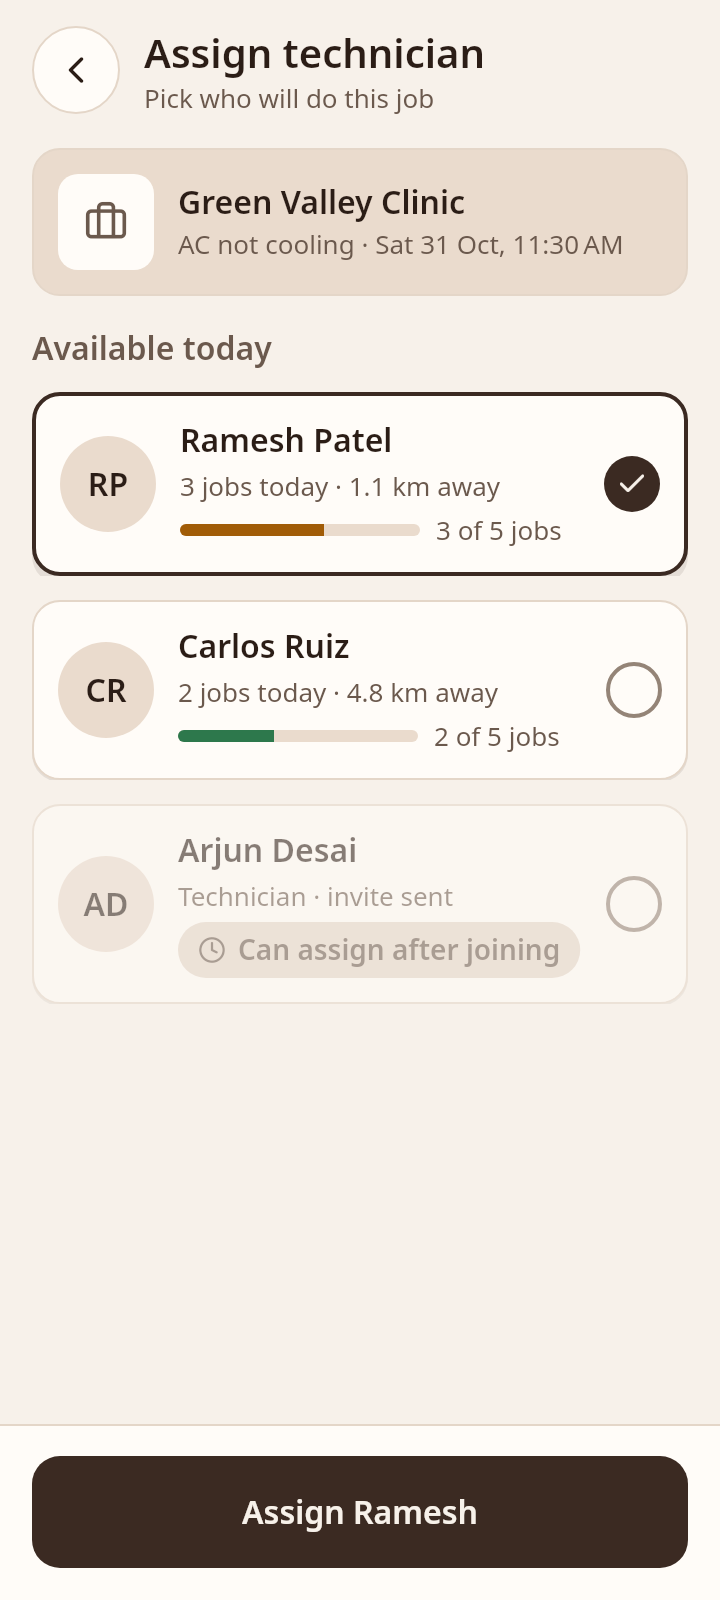 Assign technician
Pick who will do this job
Green Valley Clinic
AC not cooling · Sat 31 Oct, 11:30 AM
Available today
RP
Ramesh Patel
3 jobs today · 1.1 km away
3 of 5 jobs
CR
Carlos Ruiz
2 jobs today · 4.8 km away
2 of 5 jobs
AD
Arjun Desai
Technician · invite sent
Can assign after joining
Assign Ramesh